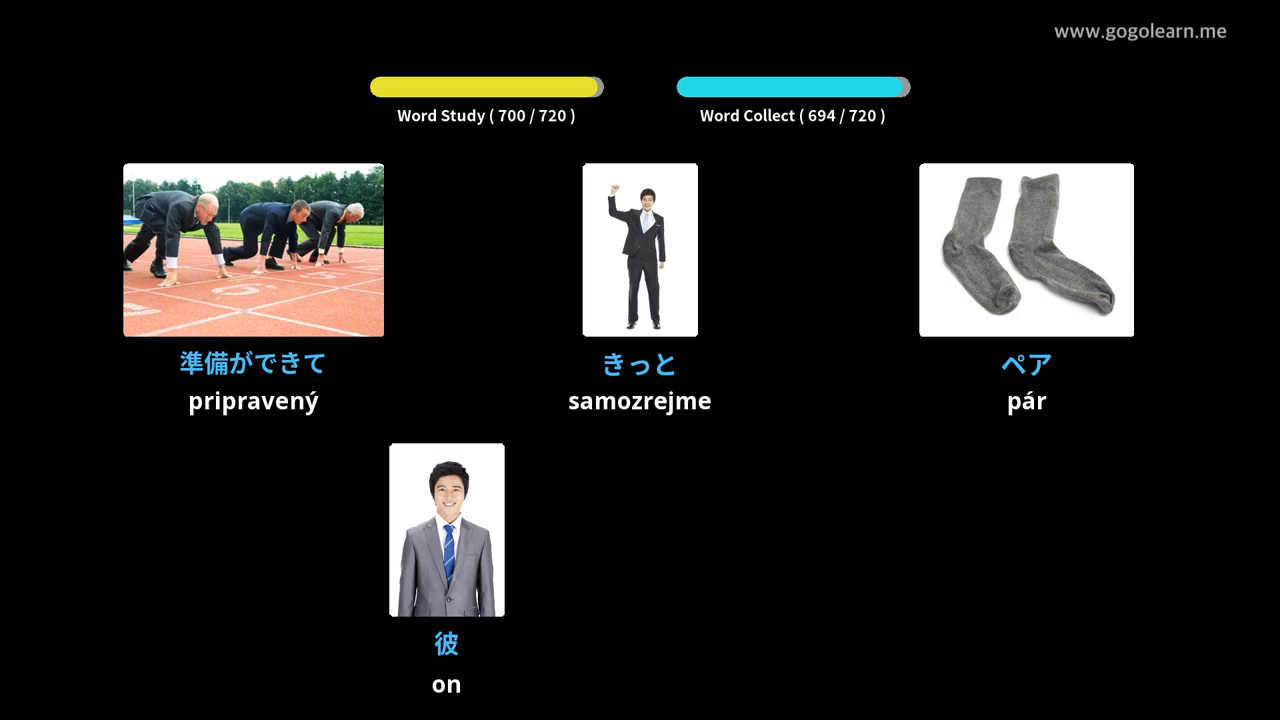 www.gogolearn.me
Word Study ( 700 / 720 )
Word Collect ( 694 / 720 )
準備ができて
pripravený
きっと
samozrejme
ペア
pár
彼
on